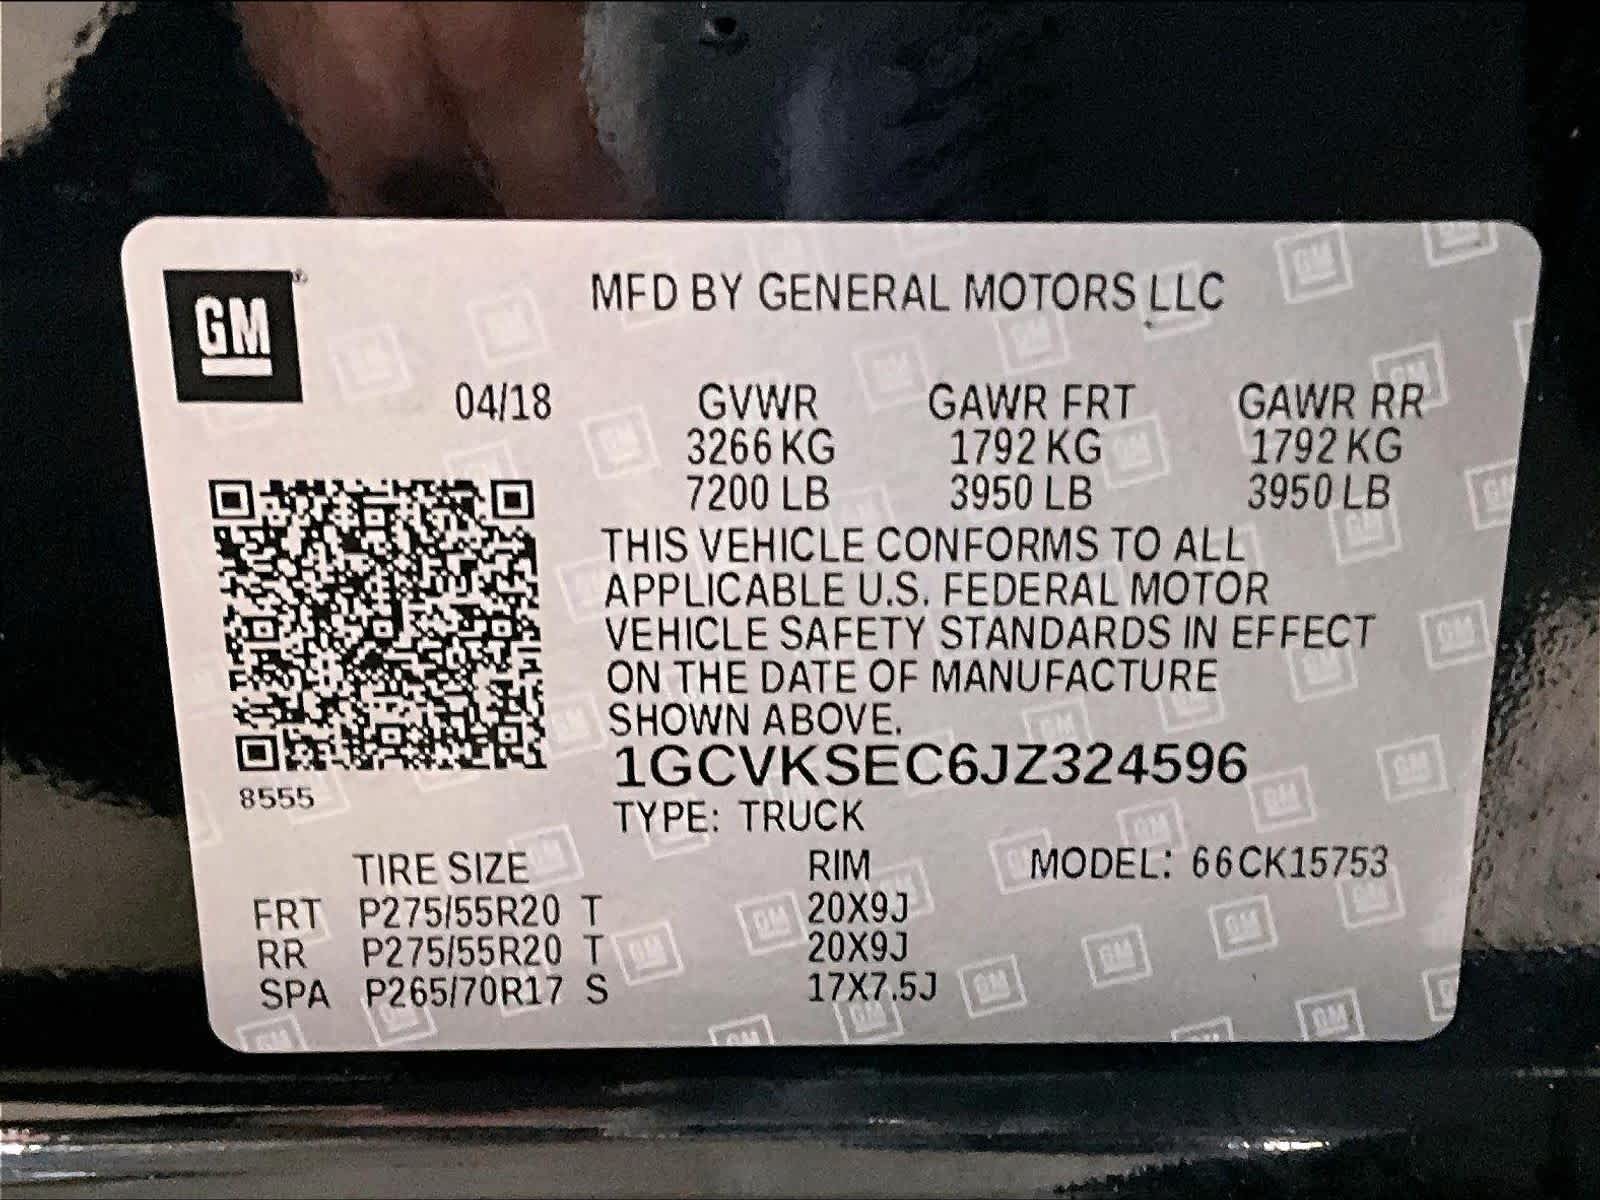 GM
MFD BY GENERAL MOTORS LLC
04/18 GVWR GAWR FRT GAWR RR
3266 KG 1792 KG 1792 KG
7200 LB 3950 LB 3950 LB
THIS VEHICLE CONFORMS TO ALL
APPLICABLE U.S. FEDERAL MOTOR
VEHICLE SAFETY STANDARDS IN EFFECT
ON THE DATE OF MANUFACTURE
SHOWN ABOVE.
1GCVKSEC6JZ324596
8555
TYPE: TRUCK
TIRE SIZE RIM MODEL: 66CK15753
FRT P275/55R20 T 20X9J
RR P275/55R20 T 20X9J
SPA P265/70R17 S 17X7.5J